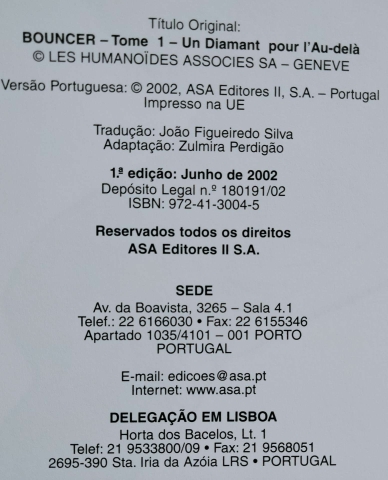 Título Original:
BOUNCER – Tome 1 – Un Diamant pour l'Au-delà
© LES HUMANOÏDES ASSOCIES SA – GENEVE
Versão Portuguesa: © 2002, ASA Editores II, S.A. – Portugal
Impresso na UE
Tradução: João Figueiredo Silva
Adaptação: Zulmira Perdigão
1.ª edição: Junho de 2002
Depósito Legal n.º 180191/02
ISBN: 972-41-3004-5
Reservados todos os direitos
ASA Editores II S.A.
SEDE
Av. da Boavista, 3265 – Sala 4.1
Telef.: 22 6166030 • Fax: 22 6155346
Apartado 1035/4101 – 001 PORTO
PORTUGAL
E-mail: edicoes@asa.pt
Internet: www.asa.pt
DELEGAÇÃO EM LISBOA
Horta dos Bacelos, Lt. 1
Telef: 21 9533800/09 • Fax: 21 9568051
2695-390 Sta. Iria da Azóia LRS • PORTUGAL